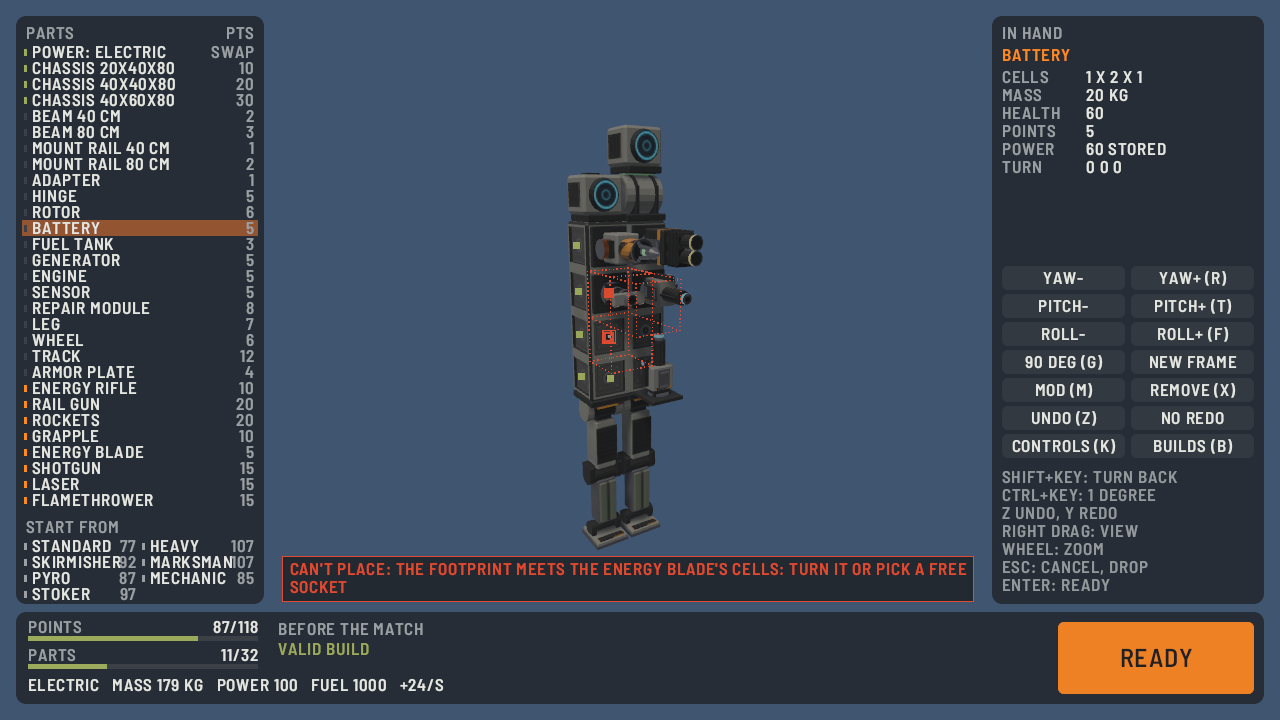 PARTS PTS
POWER: ELECTRIC SWAP
CHASSIS 20X40X80 10
CHASSIS 40X40X80 20
CHASSIS 40X60X80 30
BEAM 40 CM 2
BEAM 80 CM 3
MOUNT RAIL 40 CM 1
MOUNT RAIL 80 CM 2
ADAPTER 1
HINGE 5
ROTOR 6
BATTERY 5
FUEL TANK 3
GENERATOR 5
ENGINE 5
SENSOR 5
REPAIR MODULE 8
LEG 7
WHEEL 6
TRACK 12
ARMOR PLATE 4
ENERGY RIFLE 10
RAIL GUN 20
ROCKETS 20
GRAPPLE 10
ENERGY BLADE 5
SHOTGUN 15
LASER 15
FLAMETHROWER 15
START FROM
STANDARD 77 HEAVY 107
SKIRMISHER 92 MARKSMAN 107
PYRO 87 MECHANIC 85
STOKER 97
CAN'T PLACE: THE FOOTPRINT MEETS THE ENERGY BLADE'S CELLS: TURN IT OR PICK A FREE
SOCKET
IN HAND
BATTERY
CELLS 1 X 2 X 1
MASS 20 KG
HEALTH 60
POINTS 5
POWER 60 STORED
TURN 0 0 0
YAW- YAW+ (R)
PITCH- PITCH+ (T)
ROLL- ROLL+ (F)
90 DEG (G) NEW FRAME
MOD (M) REMOVE (X)
UNDO (Z) NO REDO
CONTROLS (K) BUILDS (B)
SHIFT+KEY: TURN BACK
CTRL+KEY: 1 DEGREE
Z UNDO, Y REDO
RIGHT DRAG: VIEW
WHEEL: ZOOM
ESC: CANCEL, DROP
ENTER: READY
POINTS 87/118
PARTS 11/32
ELECTRIC MASS 179 KG POWER 100 FUEL 1000 +24/S
BEFORE THE MATCH
VALID BUILD
READY